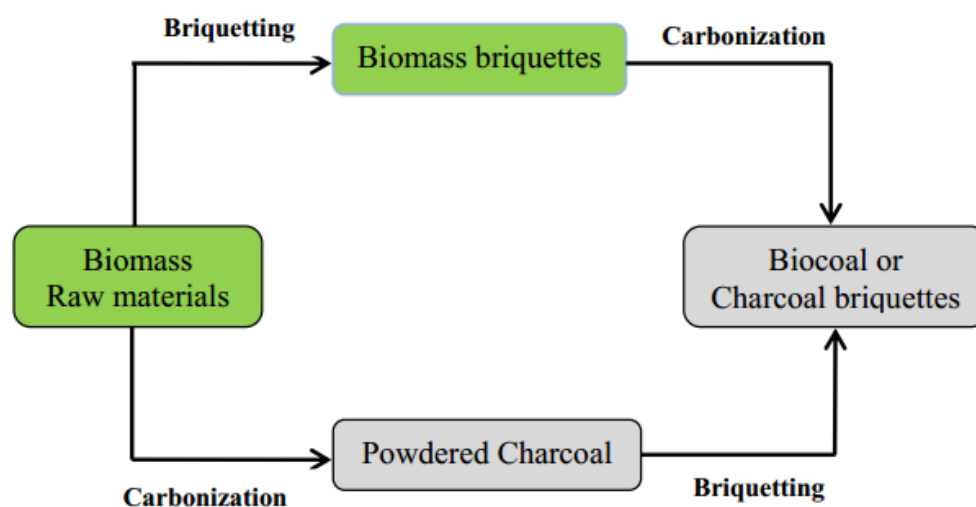 Briquetting
Biomass briquettes
Carbonization
Biomass
Raw materials
Biocoal or
Charcoal briquettes
Powdered Charcoal
Carbonization
Briquetting